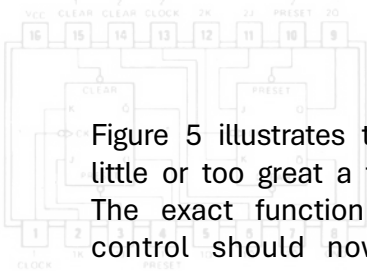 VCC CLEAR CLEAR CLOCK 2K 2J PRESET 2Q
16 15 14 13 12 11 10 9
CLEAR PRESET
K Q J Q
CK
J
Figure 5 illustrates t
little or too great a
The exact function
control should now
1 2 3 4 5 6 7 8
1K
CLOCK PRESET